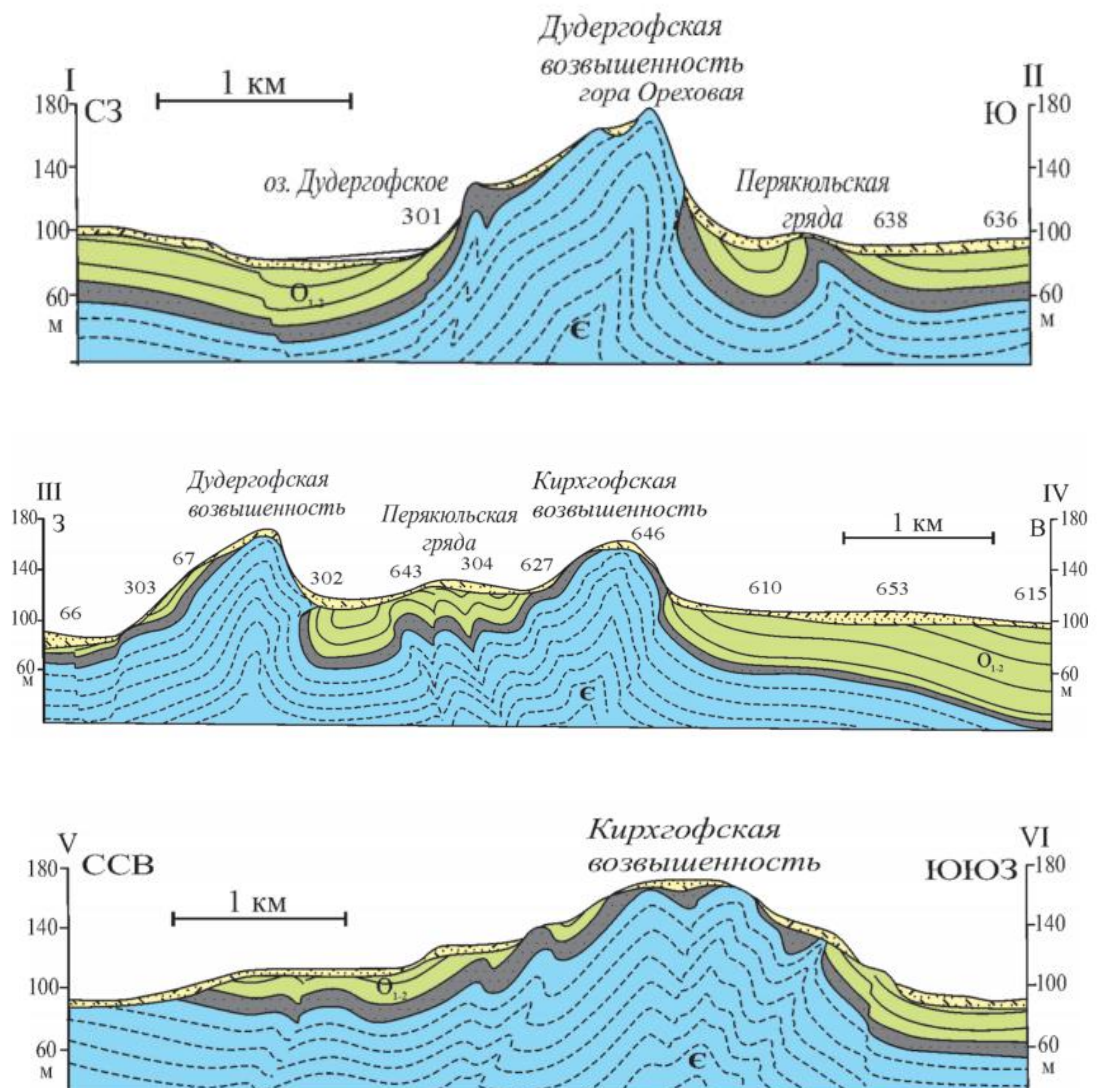 Дудергофская
возвышенность
гора Ореховая
I
1 км
II
180
СЗ
Ю
180
140
оз. Дудергофское
Перякюльская
140
301
гряда
638
636
100
100
60
O₁₋₂
60
м
Є
м
Дудергофская
возвышенность
Кирхгофская
возвышенность
III
Перякюльская
гряда
IV
180
З
1 км
В
180
140
67
646
140
303
302
643
304
627
610
653
615
66
100
100
60
O₁₋₂
60
м
Є
м
Кирхгофская
возвышенность
V
VI
180
ССВ
ЮЮЗ
180
1 км
140
140
100
O₁₋₂
100
60
60
м
Є
м